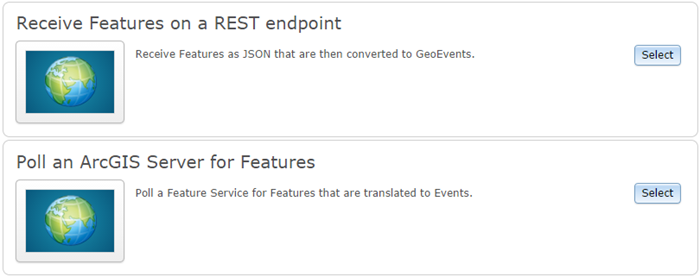 Receive Features on a REST endpoint
Receive Features as JSON that are then converted to GeoEvents.
Select
Poll an ArcGIS Server for Features
Poll a Feature Service for Features that are translated to Events.
Select